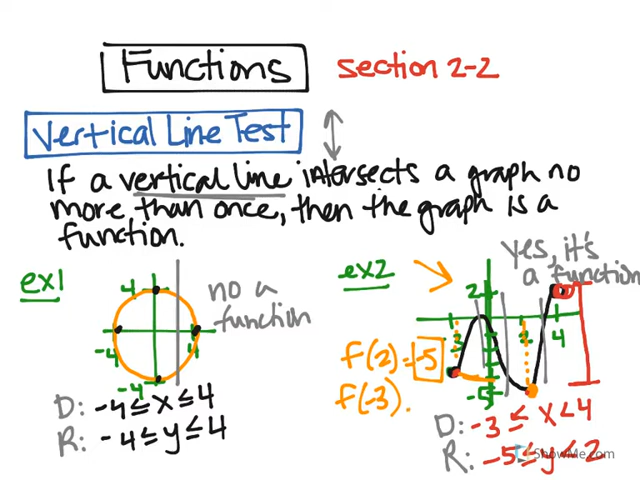 Functions section 2-2
Vertical Line Test
If a vertical line intersects a graph no
more than once, then the graph is a
function.
ex1
4
-4
4
-4
no a
function
D: -4 ≤ x ≤ 4
R: -4 ≤ y ≤ 4
ex2
yes, it's
a function
2
3
2
4
-5
f(2) = -5
f(-3).
D: -3 ≤ x < 4
R: -5 ≤ y < 2
ShowMe.com